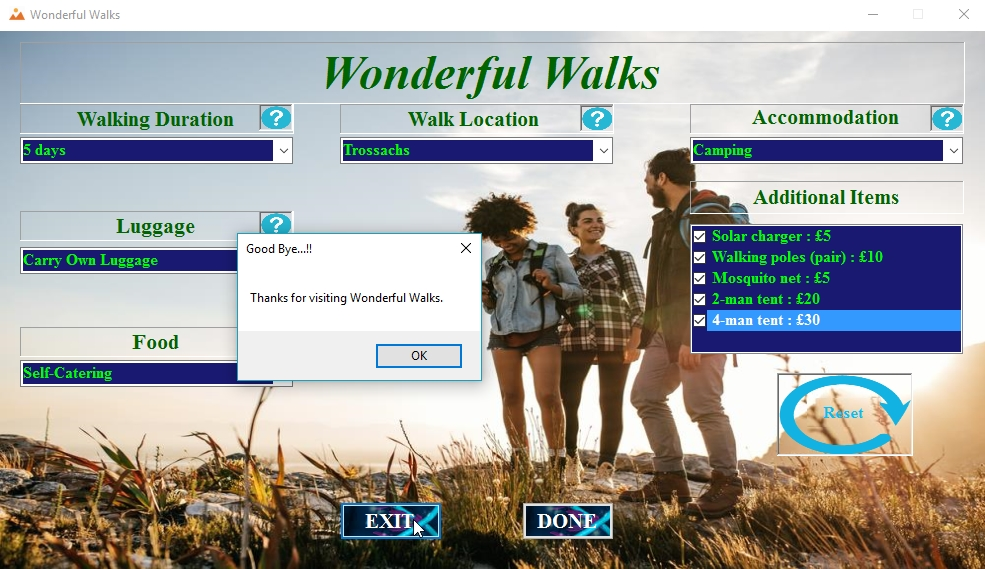 Wonderful Walks
Wonderful Walks
Walking Duration ?
Walk Location ?
Accommodation ?
5 days
Trossachs
Camping
Additional Items
Luggage ?
Carry Own Luggage
Solar charger : £5
Walking poles (pair) : £10
Mosquito net : £5
2-man tent : £20
4-man tent : £30
Good Bye...!!
Thanks for visiting Wonderful Walks.
OK
Food
Self-Catering
Reset
EXIT
DONE